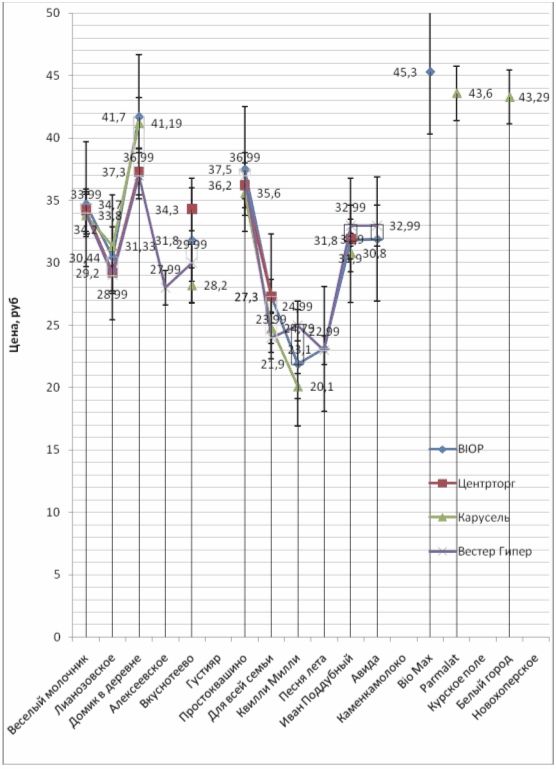 50
45
40
35
30
25
20
15
10
5
0
Цена, руб
45,3
43,6
43,29
41,7
41,19
36,99
37,3
33,99
34,7
33,8
34,2
31,33
30,44
29,2
28,99
27,99
34,3
31,8
29,99
28,2
36,99
37,5
36,2
35,6
27,3
24,99
23,99
21,9
23,1
22,99
20,1
32,99
31,8
32,99
30,8
BIOP
Центрторг
Карусель
Вестер Гипер
Веселый молочник
Лианозовское
Домик в деревне
Алексеевское
Вкуснотеево
Густияр
Простоквашино
Для всей семьи
Квилли Милли
Песня лета
Иван Поддубный
Авида
Каменкамолоко
Bio Max
Parmalat
Курское поле
Белый город
Новохоперское